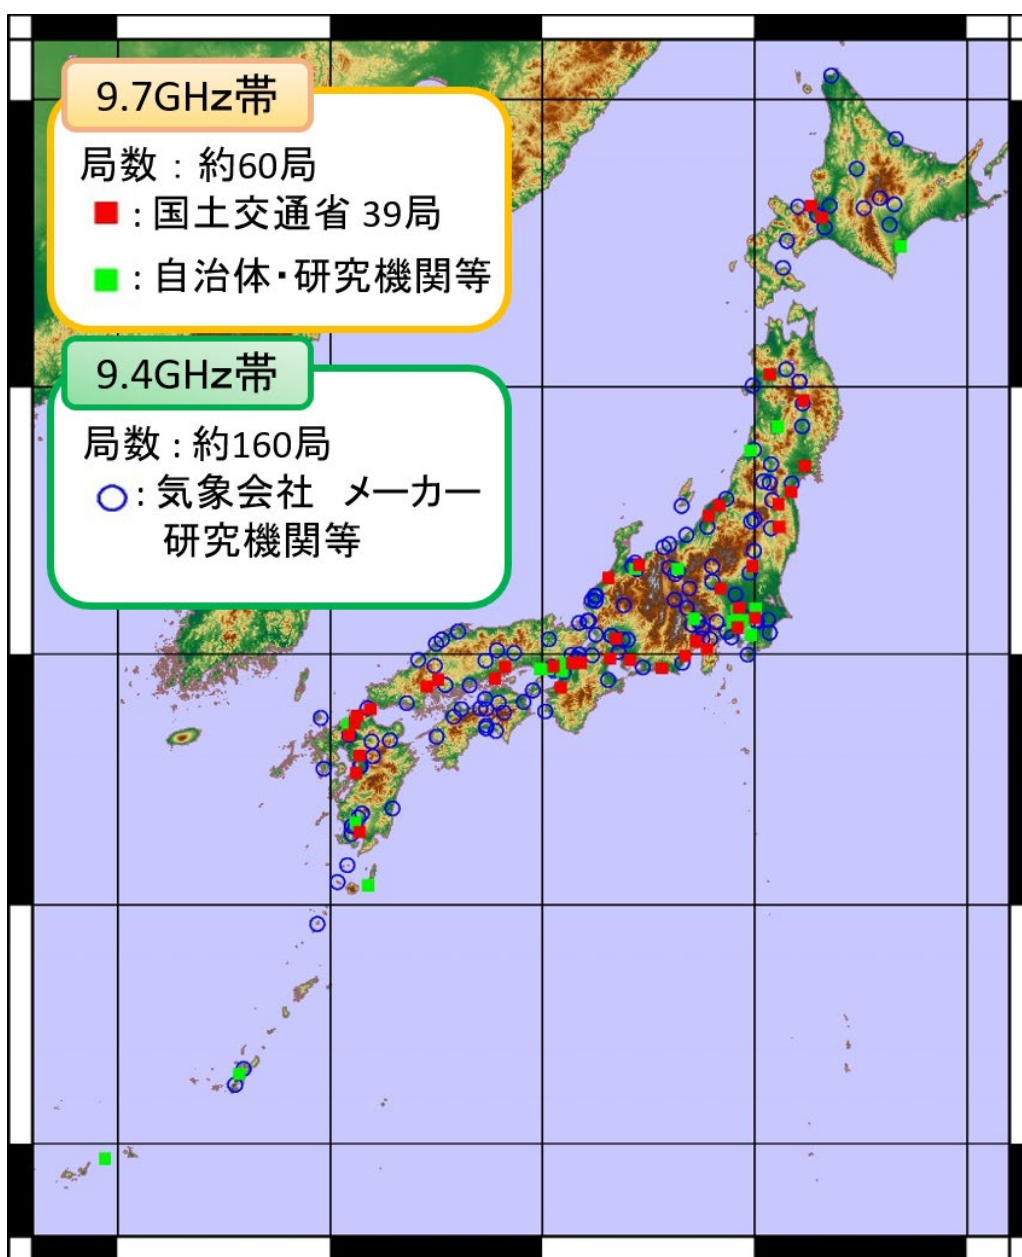 9.7GHz帯
局数：約60局
■：国土交通省 39局
■：自治体・研究機関等
9.4GHz帯
局数：約160局
○：気象会社　メーカー
研究機関等